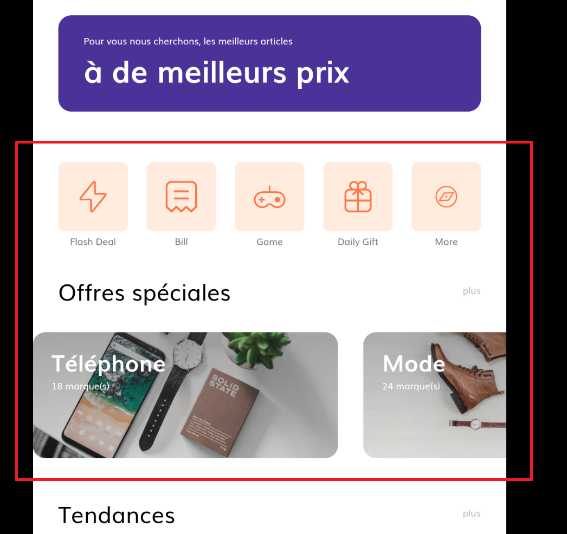 Pour vous nous cherchons, les meilleurs articles
à de meilleurs prix
Flash Deal
Bill
Game
Daily Gift
More
Offres spéciales
plus
Téléphone
18 marque(s)
SOLID
STATE
Mode
24 marque(s)
Tendances
plus